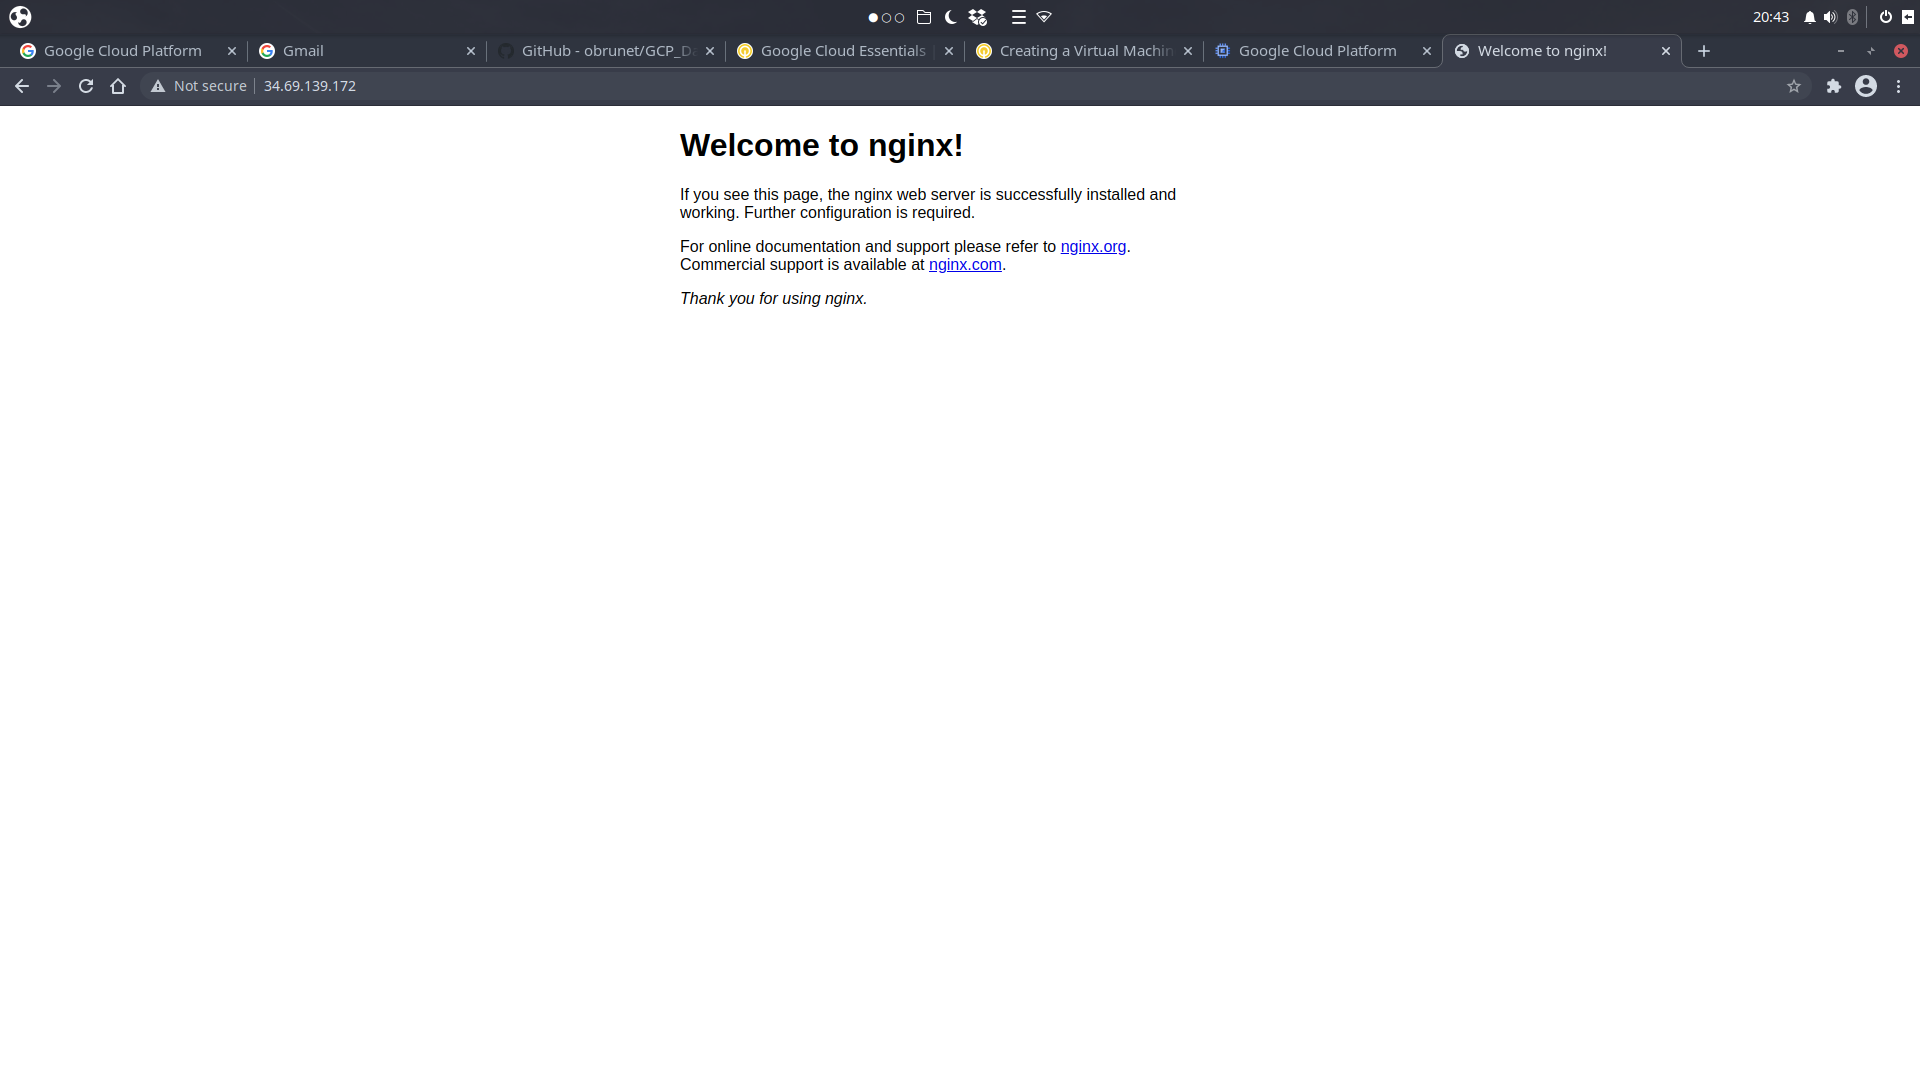 20:43
Google Cloud Platform
Gmail
GitHub - obrunet/GCP_Da
Google Cloud Essentials
Creating a Virtual Machin
Google Cloud Platform
Welcome to nginx!
Not secure
34.69.139.172
Welcome to nginx!
If you see this page, the nginx web server is successfully installed and
working. Further configuration is required.
For online documentation and support please refer to nginx.org.
Commercial support is available at nginx.com.
Thank you for using nginx.